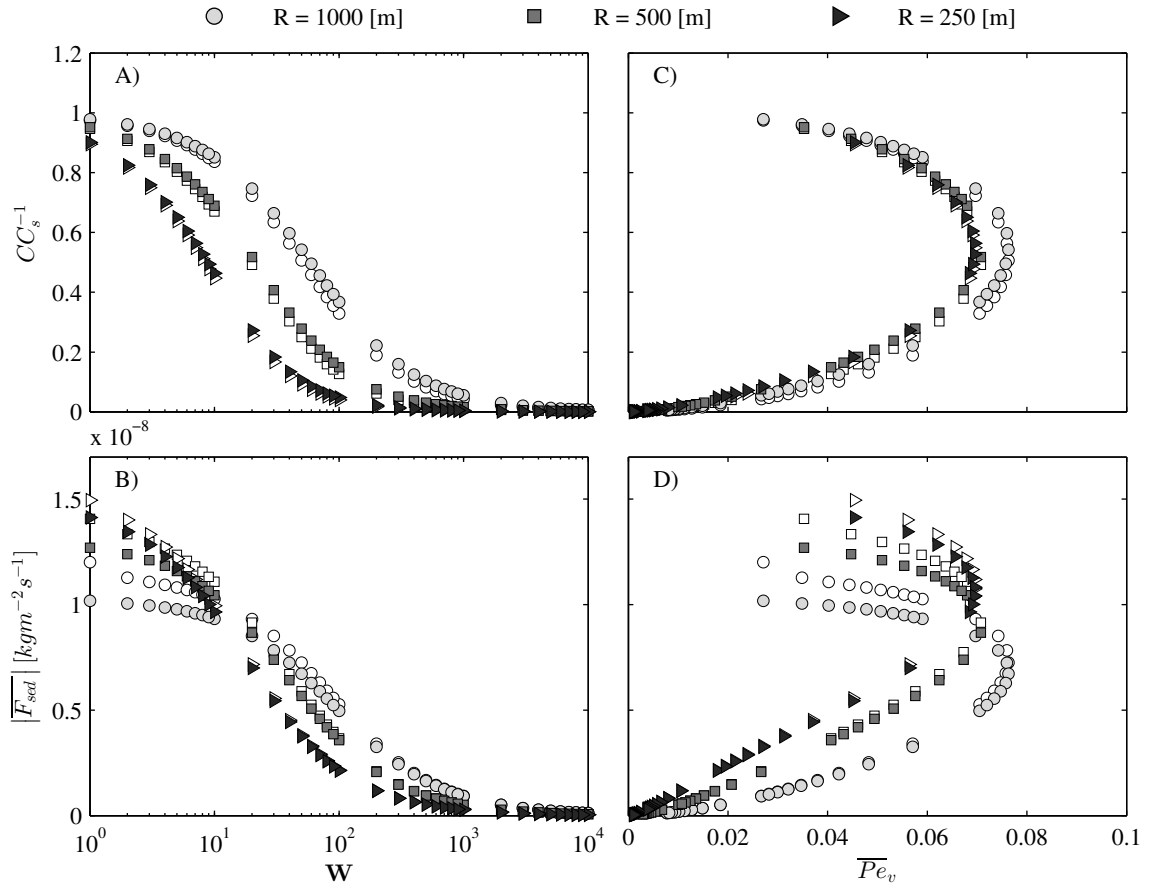 R = 1000 [m] R = 500 [m] R = 250 [m]
A) C)
1.2
1
0.8
0.6
0.4
0.2
0
CC_s^{-1}
x 10^{-8}
B) D)
1.5
1
0.5
0
|\overline{F_{sed}}| [kgm^{-2}s^{-1}]
10^0 10^1 10^2 10^3 10^4 0 0.02 0.04 0.06 0.08 0.1
W \overline{Pe}_v